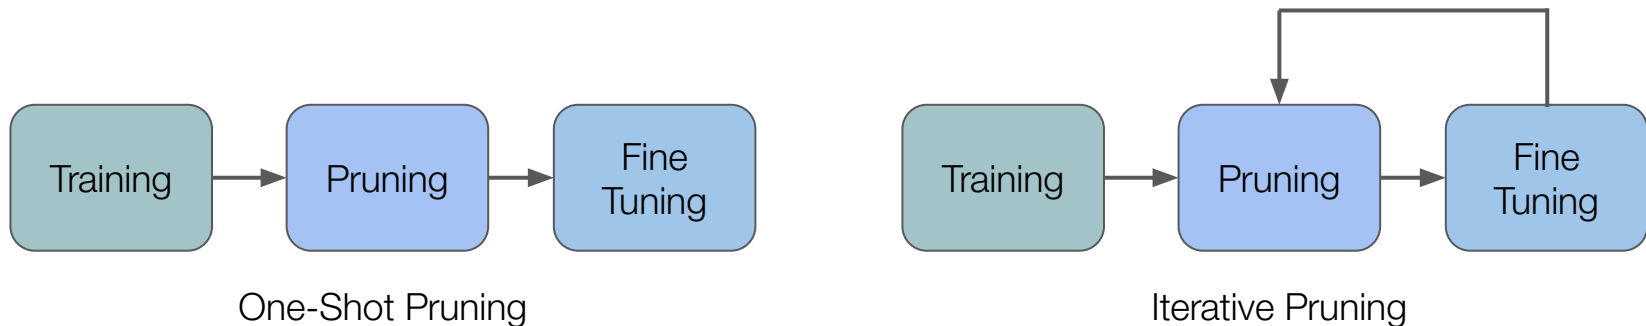 Training
Pruning
Fine
Tuning
One-Shot Pruning
Training
Pruning
Fine
Tuning
Iterative Pruning